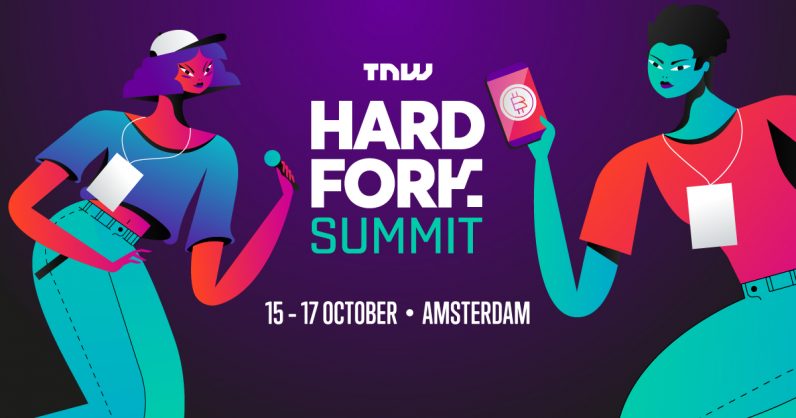 TNW
HARD
FORK.
SUMMIT
15 – 17 OCTOBER • AMSTERDAM